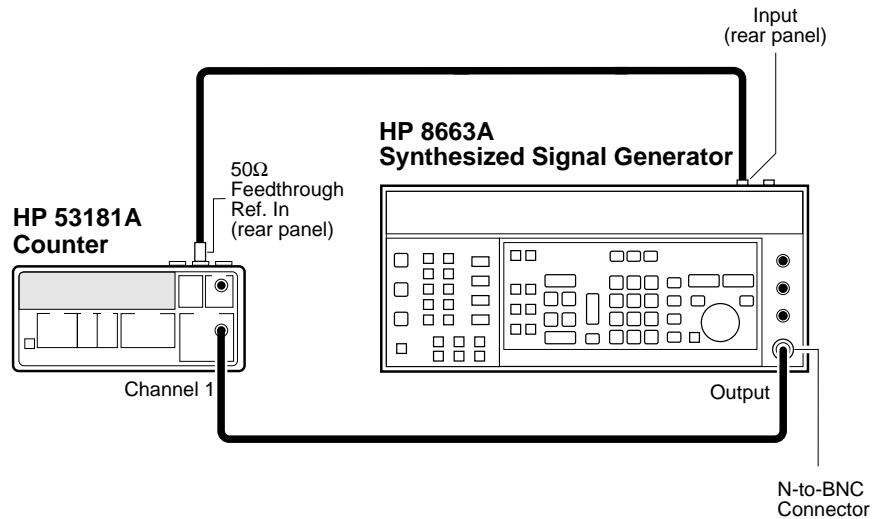 Input
(rear panel)
HP 8663A
Synthesized Signal Generator
50Ω
Feedthrough
Ref. In
(rear panel)
HP 53181A
Counter
Channel 1
Output
N-to-BNC
Connector